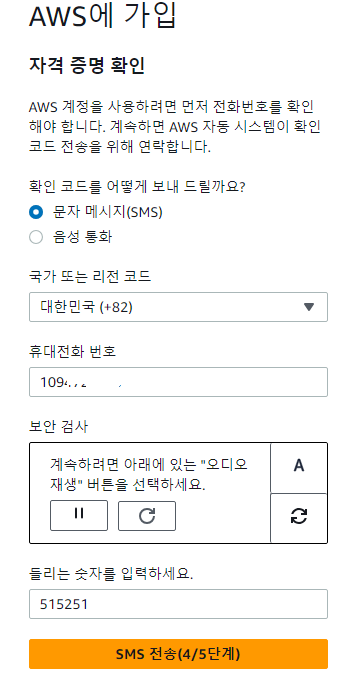 AWS에 가입
자격 증명 확인
AWS 계정을 사용하려면 먼저 전화번호를 확인
해야 합니다. 계속하면 AWS 자동 시스템이 확인
코드 전송을 위해 연락합니다.
확인 코드를 어떻게 보내 드릴까요?
문자 메시지(SMS)
음성 통화
국가 또는 리전 코드
대한민국 (+82)
휴대전화 번호
보안 검사
계속하려면 아래에 있는 "오디오
재생" 버튼을 선택하세요.
A
들리는 숫자를 입력하세요.
515251
SMS 전송(4/5단계)